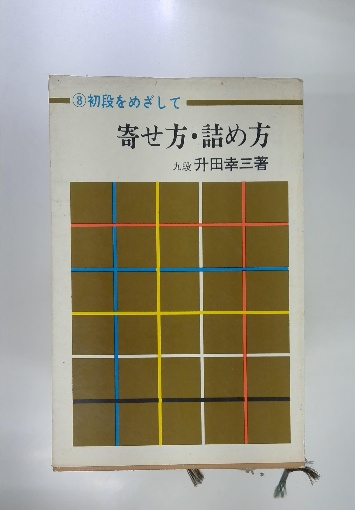 ⑧初段をめざして
寄せ方・詰め方
九段 升田幸三著